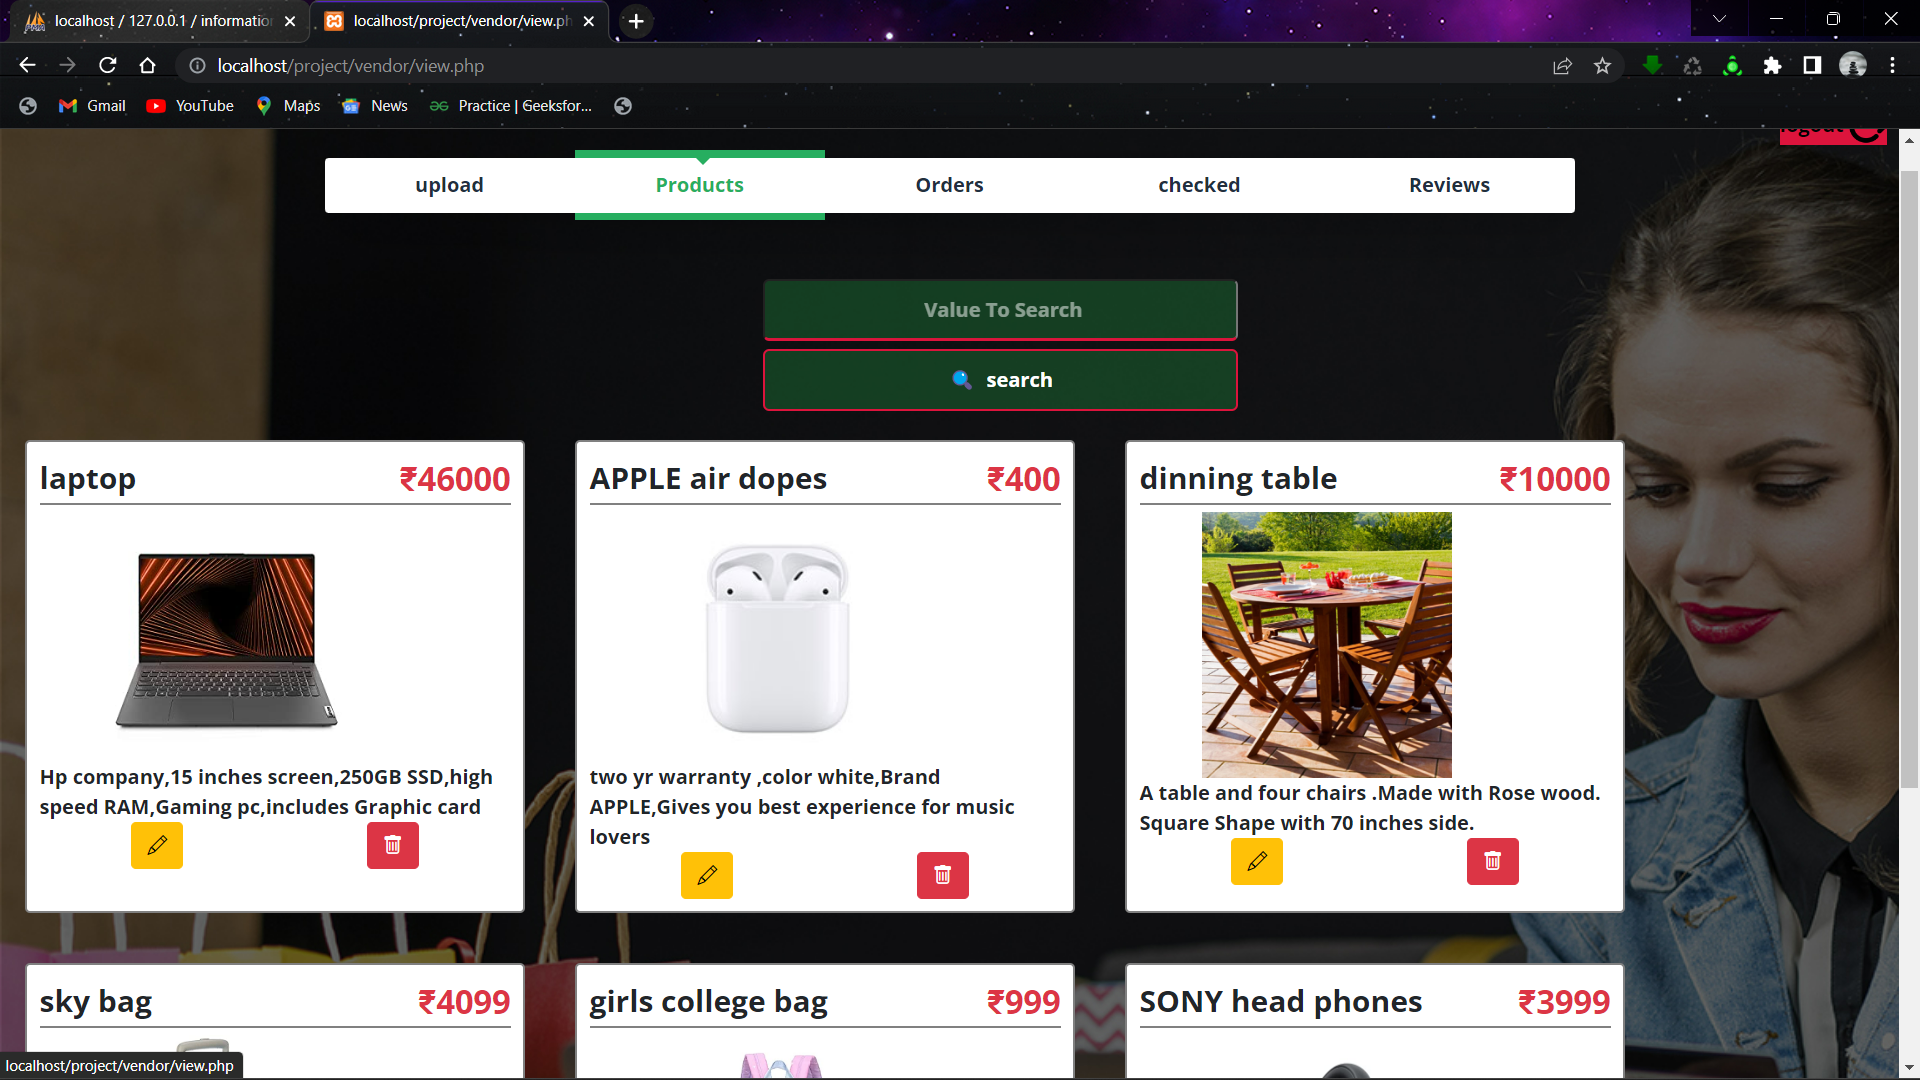 localhost / 127.0.0.1 / informatio
localhost/project/vendor/view.ph
localhost/project/vendor/view.php
Gmail
YouTube
Maps
News
Practice | Geeksfor...
logout
upload
Products
Orders
checked
Reviews
Value To Search
search
laptop
₹46000
Hp company,15 inches screen,250GB SSD,high
speed RAM,Gaming pc,includes Graphic card
APPLE air dopes
₹400
two yr warranty ,color white,Brand
APPLE,Gives you best experience for music
lovers
dinning table
₹10000
A table and four chairs .Made with Rose wood.
Square Shape with 70 inches side.
sky bag
₹4099
girls college bag
₹999
SONY head phones
₹3999
localhost/project/vendor/view.php